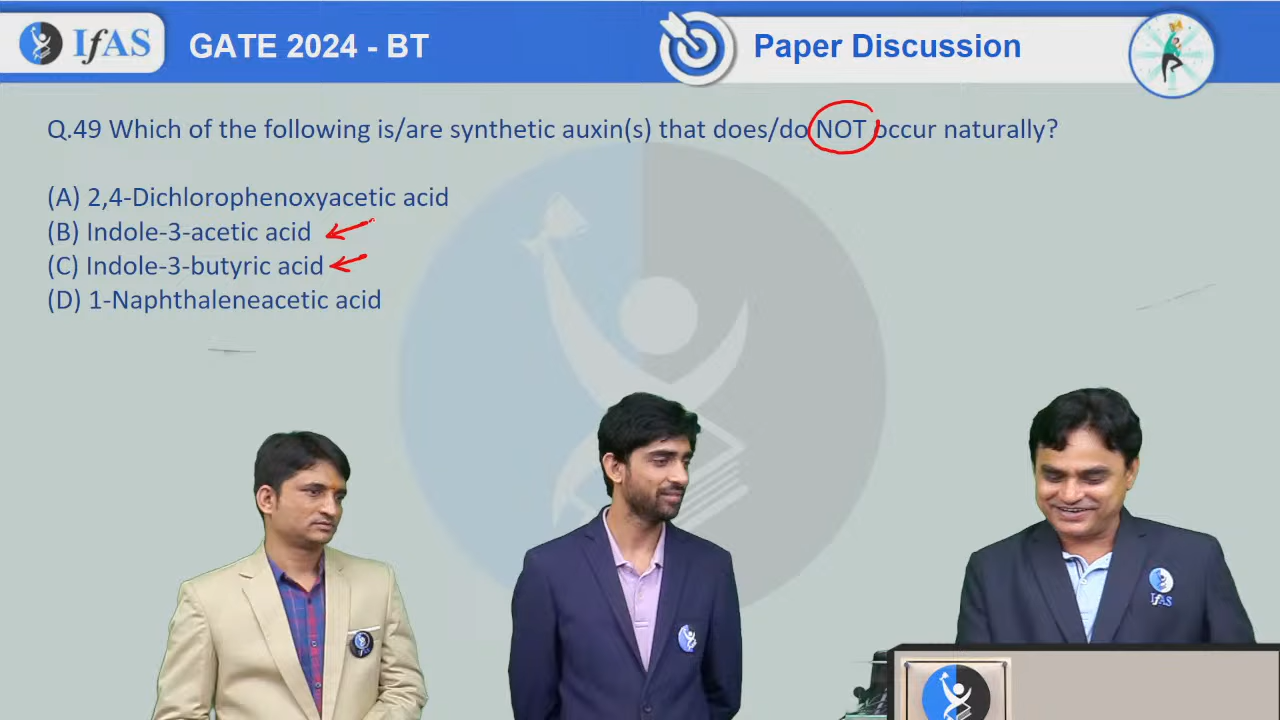 IfAS
GATE 2024 - BT
Paper Discussion
Q.49 Which of the following is/are synthetic auxin(s) that does/do NOT occur naturally?
(A) 2,4-Dichlorophenoxyacetic acid
(B) Indole-3-acetic acid
(C) Indole-3-butyric acid
(D) 1-Naphthaleneacetic acid
IfAS